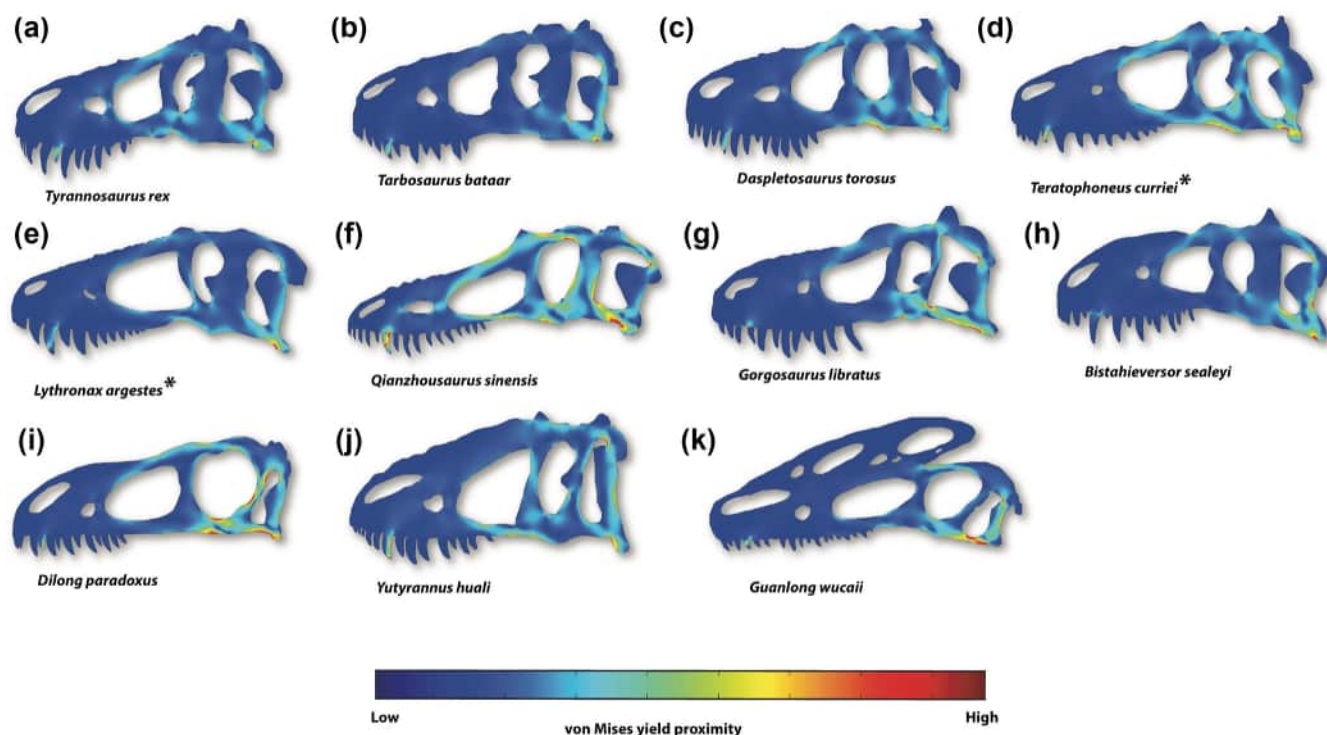 (a) (b) (c) (d)
Tyrannosaurus rex
Tarbosaurus bataar
Daspletosaurus torosus
Teratophoneus curriei*
(e) (f) (g) (h)
Lythronax argestes*
Qianzhousaurus sinensis
Gorgosaurus libratus
Bistahieversor sealeyi
(i) (j) (k)
Dilong paradoxus
Yutyrannus huali
Guanlong wucaii
Low High
von Mises yield proximity